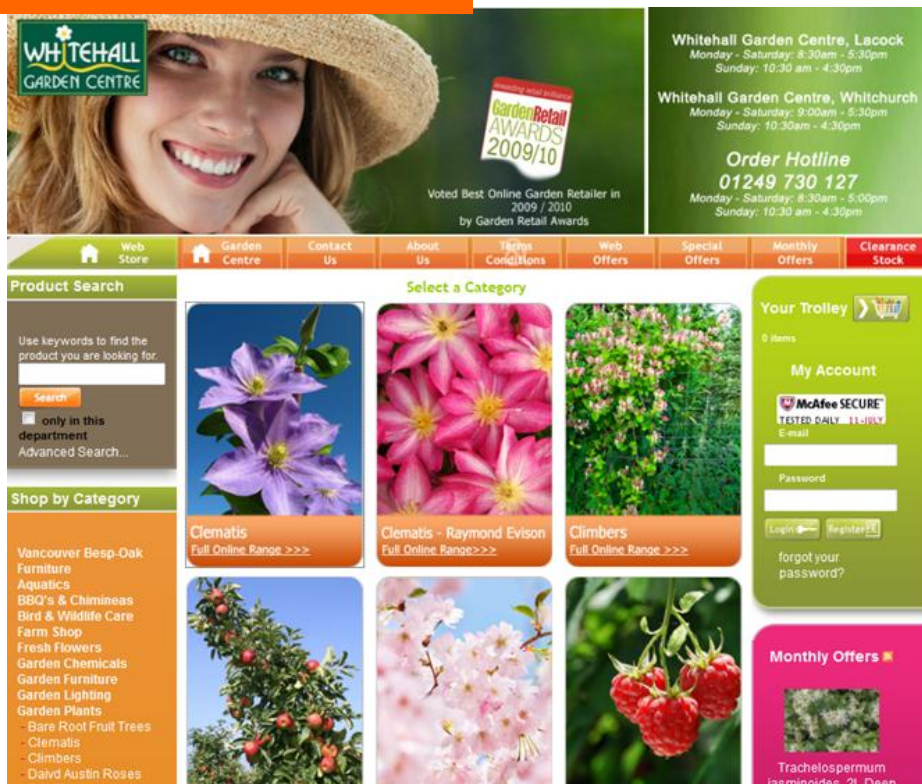 WHITEHALL
GARDEN CENTRE
rewarding retail brilliance
GardenRetail
AWARDS
2009/10
Voted Best Online Garden Retailer in
2009 / 2010
by Garden Retail Awards
Whitehall Garden Centre, Lacock
Monday - Saturday: 8:30am - 5:30pm
Sunday: 10:30 am - 4:30pm
Whitehall Garden Centre, Whitchurch
Monday - Saturday: 9:00am - 5:30pm
Sunday: 10:30am - 4:30pm
Order Hotline
01249 730 127
Monday - Saturday: 8:30am - 5:00pm
Sunday: 10:30 am - 4:30pm
Web Store
Garden Centre
Contact Us
About Us
Terms Conditions
Web Offers
Special Offers
Monthly Offers
Clearance Stock
Product Search
Use keywords to find the
product you are looking for.
Search
only in this
department
Advanced Search...
Shop by Category
Vancouver Besp-Oak
Furniture
Aquatics
BBQ's & Chimineas
Bird & Wildlife Care
Farm Shop
Fresh Flowers
Garden Chemicals
Garden Furniture
Garden Lighting
Garden Plants
- Bare Root Fruit Trees
- Clematis
- Climbers
- Daivd Austin Roses
Select a Category
Clematis
Full Online Range >>>
Clematis - Raymond Evison
Full Online Range>>>
Climbers
Full Online Range >>>
Your Trolley
0 items
My Account
McAfee SECURE
TESTED DAILY 11-JULY
E-mail
Password
Login
Register
forgot your
password?
Monthly Offers
Trachelospermum
jasminoides 2L Deep